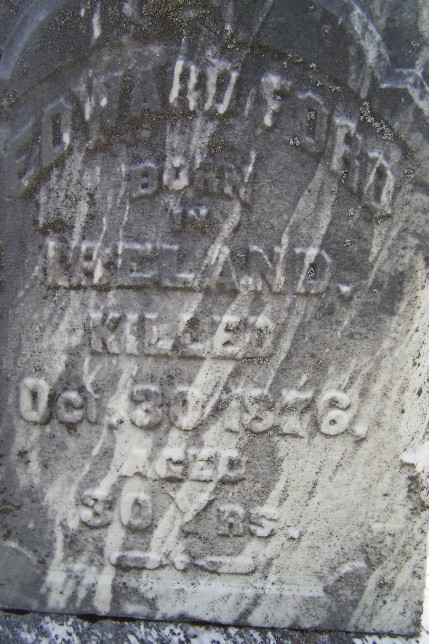 EDWARD FORD
BORN
IN
IRELAND.
KILLED
Oct. 30 1876.
AGED
30 YRS.